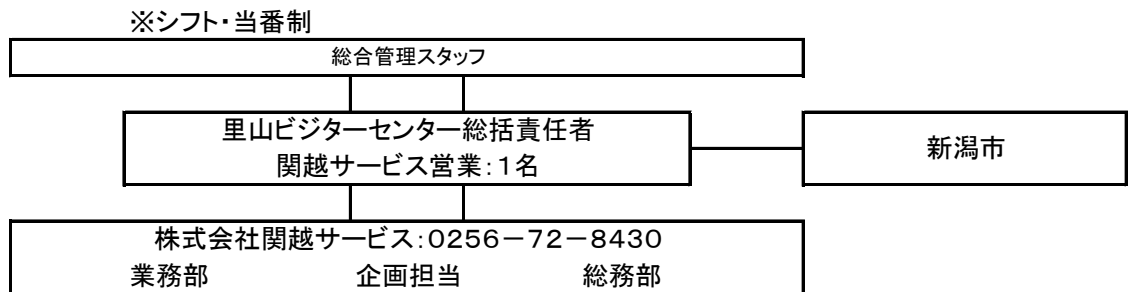 ※シフト・当番制
総合管理スタッフ
里山ビジターセンター総括責任者
関越サービス営業:1名
新潟市
株式会社関越サービス:0256-72-8430
業務部 企画担当 総務部